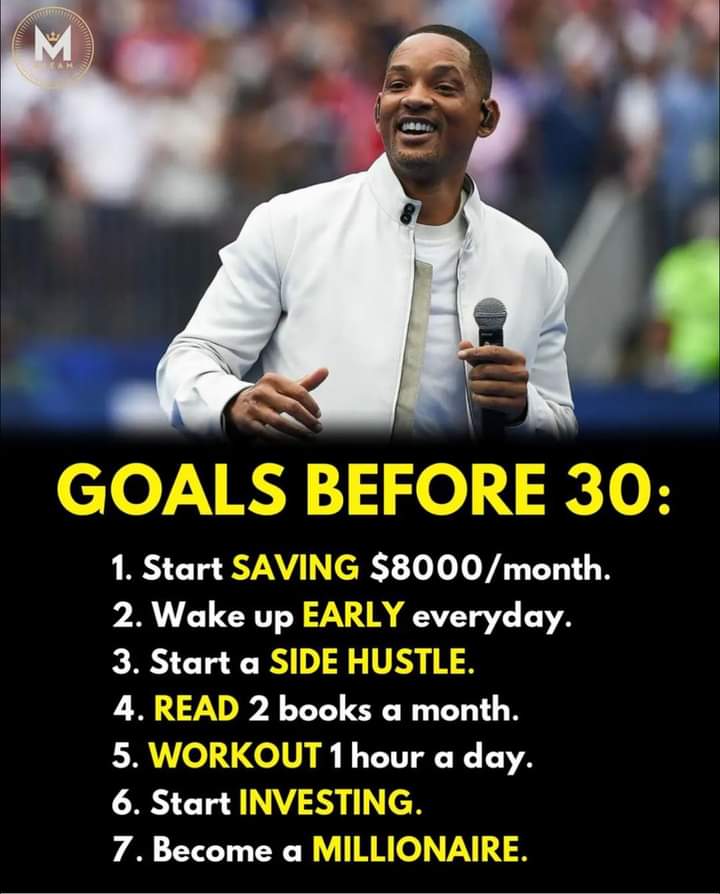 M
TEAM
GOALS BEFORE 30:
1. Start SAVING $8000/month.
2. Wake up EARLY everyday.
3. Start a SIDE HUSTLE.
4. READ 2 books a month.
5. WORKOUT 1 hour a day.
6. Start INVESTING.
7. Become a MILLIONAIRE.